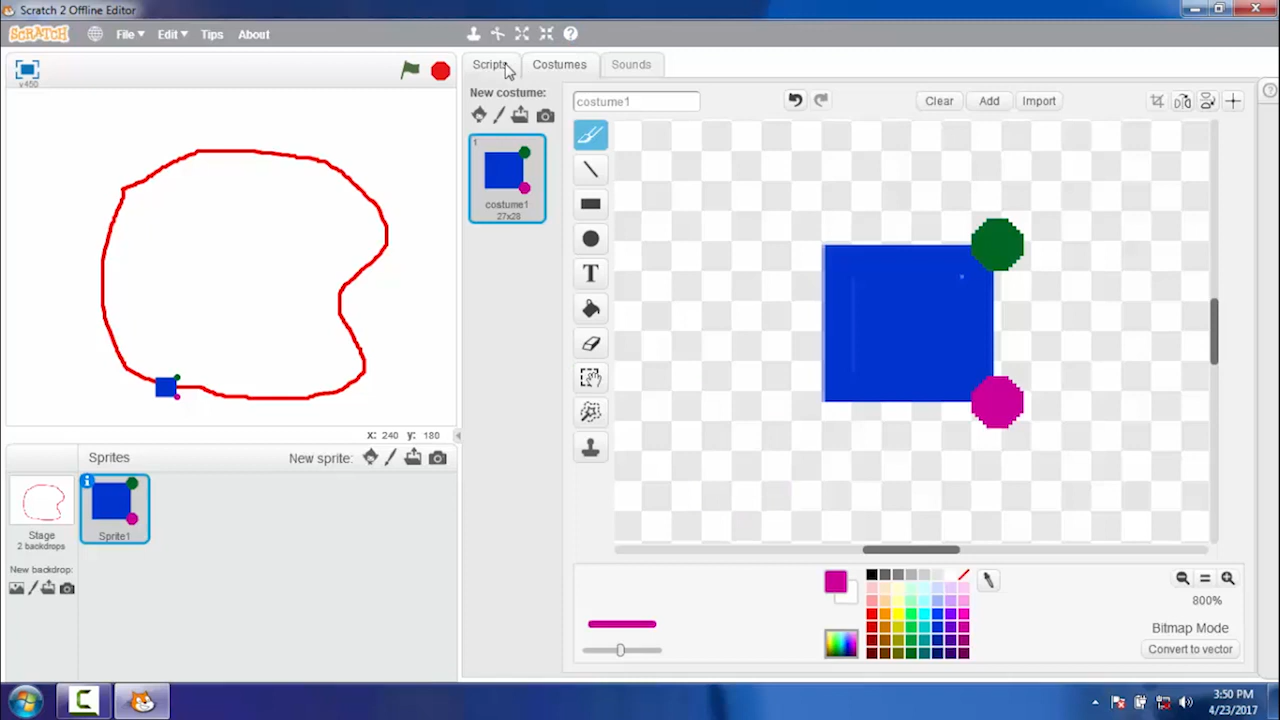 Scratch 2 Offline Editor
SCRATCH File Edit Tips About
v450
Scripts Costumes Sounds
New costume:
costume1
Clear Add Import
1
costume1
27x28
T
x: 240 y: 180
Sprites New sprite:
Stage
2 backdrops
Sprite1
New backdrop:
800%
Bitmap Mode
Convert to vector
3:50 PM
4/23/2017